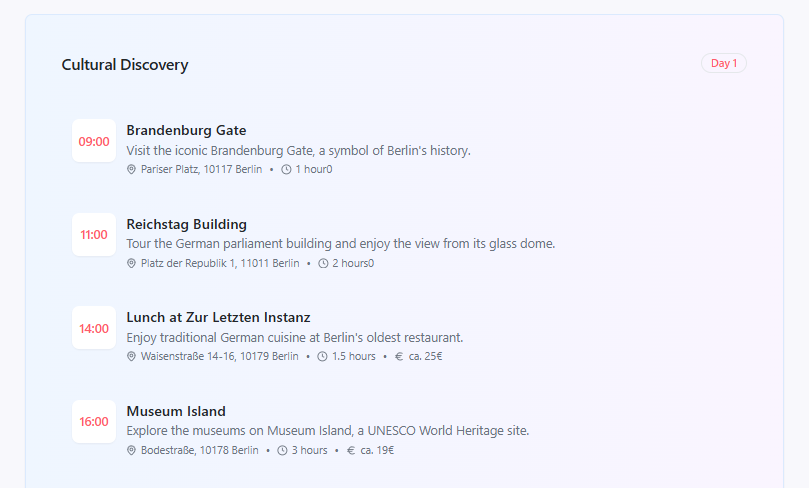 Cultural Discovery
Day 1
09:00
Brandenburg Gate
Visit the iconic Brandenburg Gate, a symbol of Berlin's history.
Pariser Platz, 10117 Berlin • 1 hour0
11:00
Reichstag Building
Tour the German parliament building and enjoy the view from its glass dome.
Platz der Republik 1, 11011 Berlin • 2 hours0
14:00
Lunch at Zur Letzten Instanz
Enjoy traditional German cuisine at Berlin's oldest restaurant.
Waisenstraße 14-16, 10179 Berlin • 1.5 hours • € ca. 25€
16:00
Museum Island
Explore the museums on Museum Island, a UNESCO World Heritage site.
Bodestraße, 10178 Berlin • 3 hours • € ca. 19€